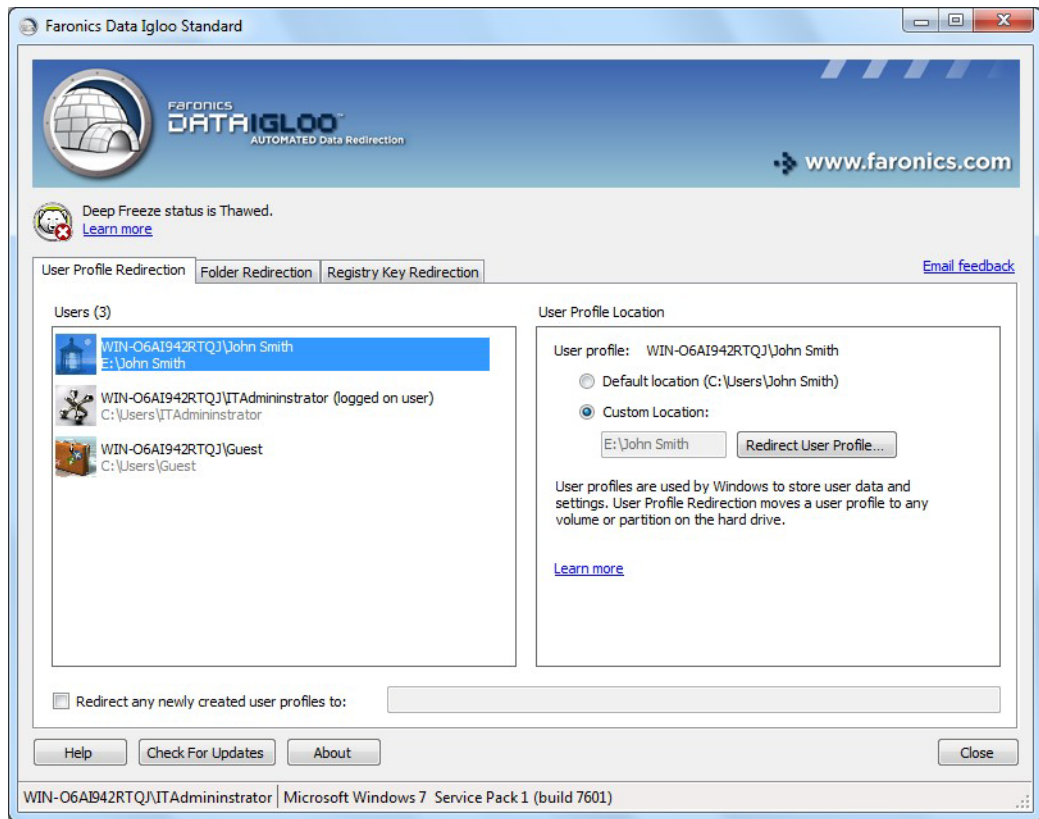 Faronics Data Igloo Standard
FARONICS
DATAIGLOO™
AUTOMATED Data Redirection
www.faronics.com
Deep Freeze status is Thawed.
Learn more
User Profile Redirection Folder Redirection Registry Key Redirection
Email feedback
Users (3)
WIN-O6AI942RTQJ\John Smith
E:\John Smith
WIN-O6AI942RTQJ\ITAdmininstrator (logged on user)
C:\Users\ITAdmininstrator
WIN-O6AI942RTQJ\Guest
C:\Users\Guest
User Profile Location
User profile: WIN-O6AI942RTQJ\John Smith
Default location (C:\Users\John Smith)
Custom Location:
E:\John Smith Redirect User Profile...
User profiles are used by Windows to store user data and
settings. User Profile Redirection moves a user profile to any
volume or partition on the hard drive.
Learn more
Redirect any newly created user profiles to:
Help Check For Updates About Close
WIN-O6AI942RTQJ\ITAdmininstrator Microsoft Windows 7 Service Pack 1 (build 7601)